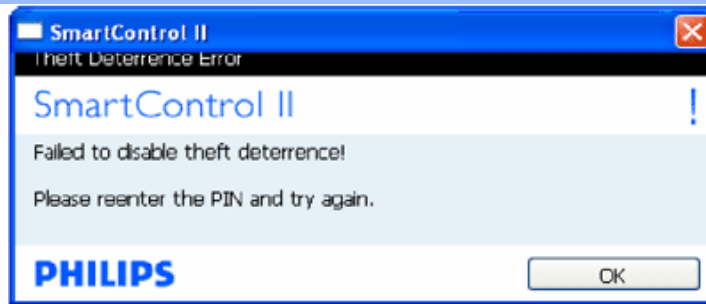 SmartControl II
Theft Deterrence Error
SmartControl II !
Failed to disable theft deterrence!
Please reenter the PIN and try again.
PHILIPS
OK